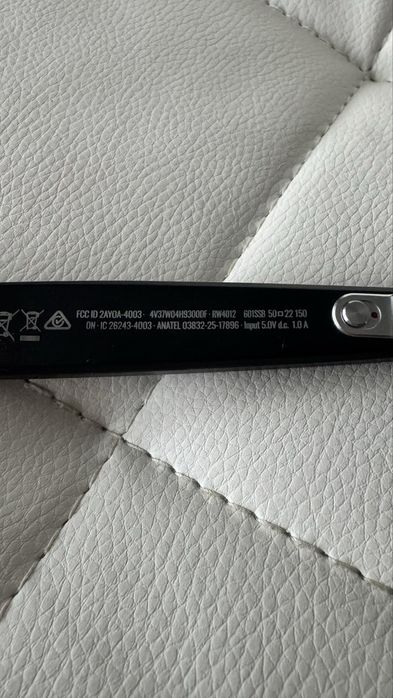 FCC ID 2AYOA-4003 · 4V37W04H93000F · RW4012 601SSB 50□22 150
ON · IC 26243-4003 · ANATEL 03832-25-17896 · Input 5.0V d.c. 1.0 A